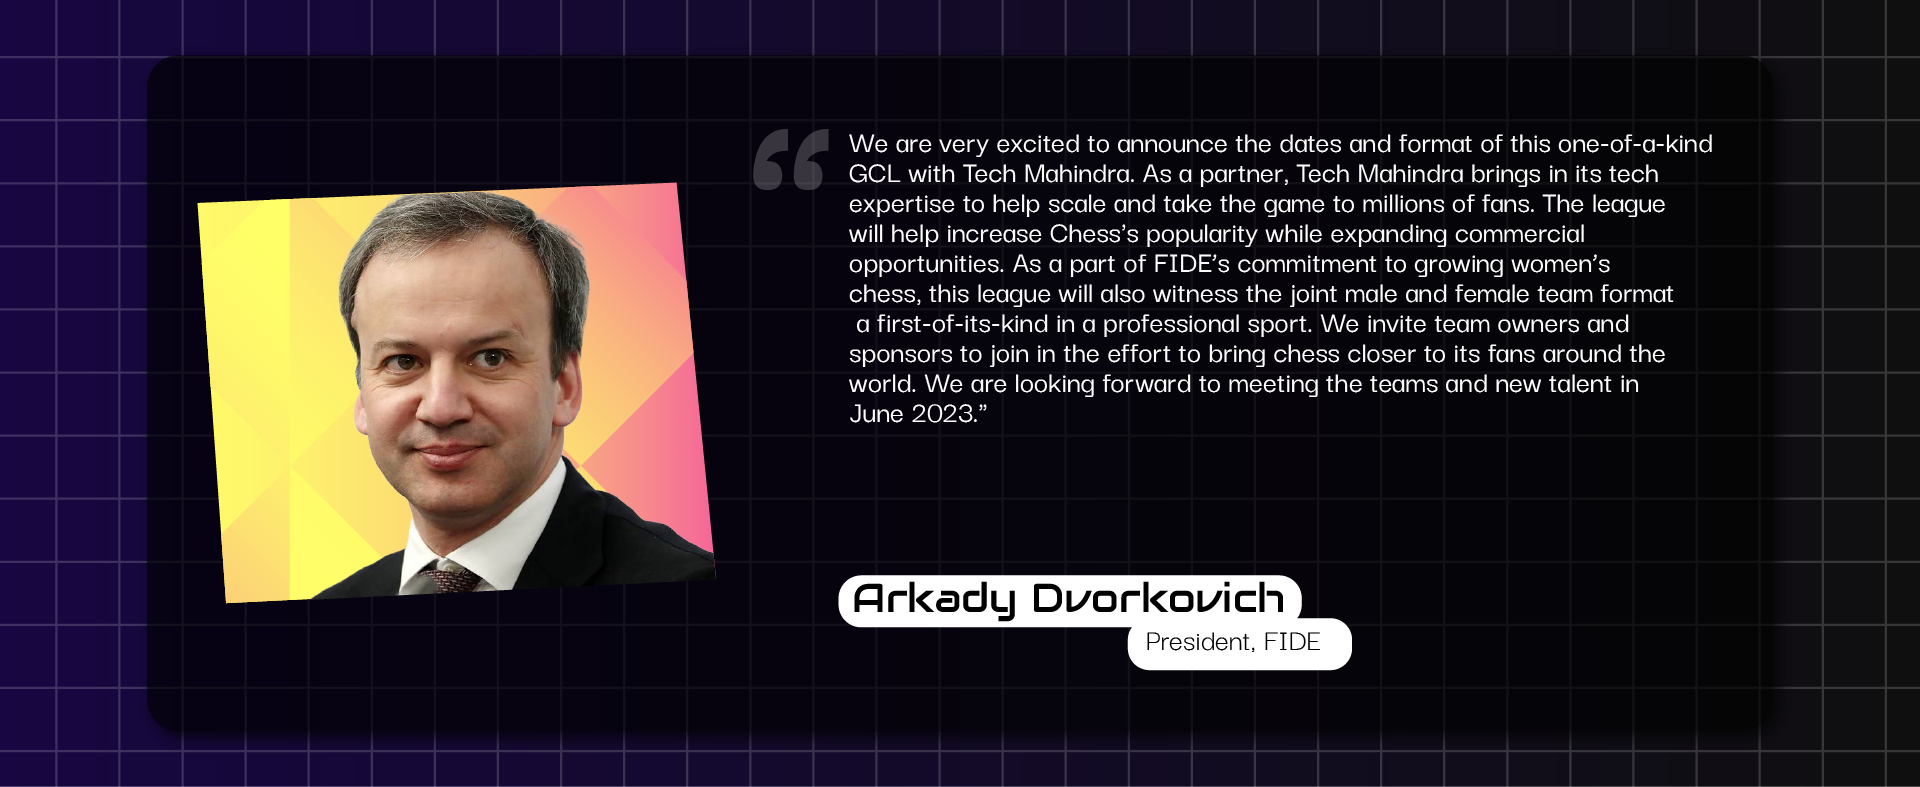 “
We are very excited to announce the dates and format of this one-of-a-kind
GCL with Tech Mahindra. As a partner, Tech Mahindra brings in its tech
expertise to help scale and take the game to millions of fans. The league
will help increase Chess’s popularity while expanding commercial
opportunities. As a part of FIDE’s commitment to growing women’s
chess, this league will also witness the joint male and female team format
a first-of-its-kind in a professional sport. We invite team owners and
sponsors to join in the effort to bring chess closer to its fans around the
world. We are looking forward to meeting the teams and new talent in
June 2023.”
Arkady Dvorkovich
President, FIDE